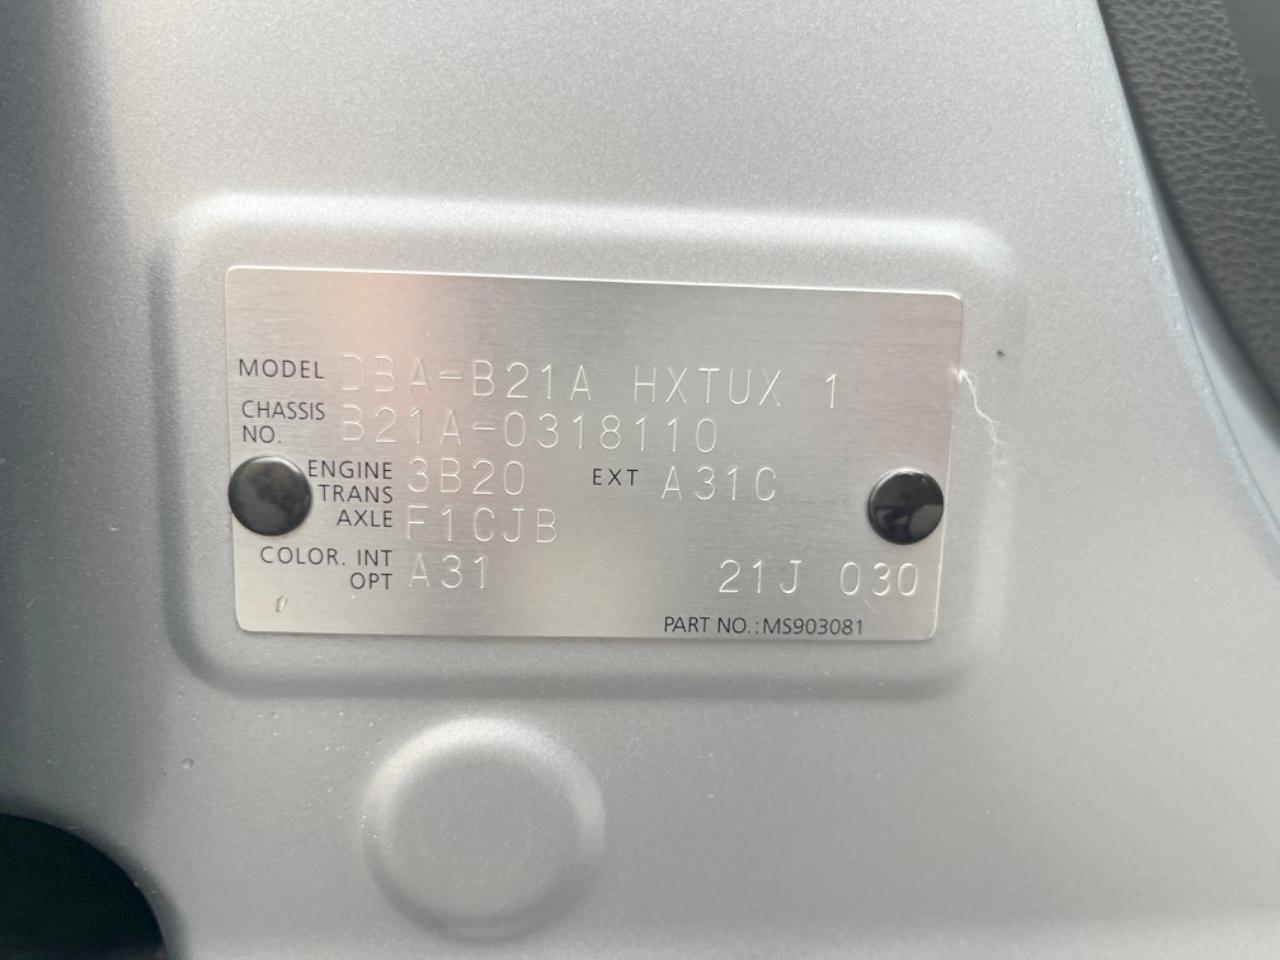 MODEL DBA-B21A HXTUX 1
CHASSIS NO. B21A-0318110
ENGINE 3B20 EXT A31C
TRANS AXLE F1CJB
COLOR. INT OPT A31 21J 030
PART NO.: MS903081